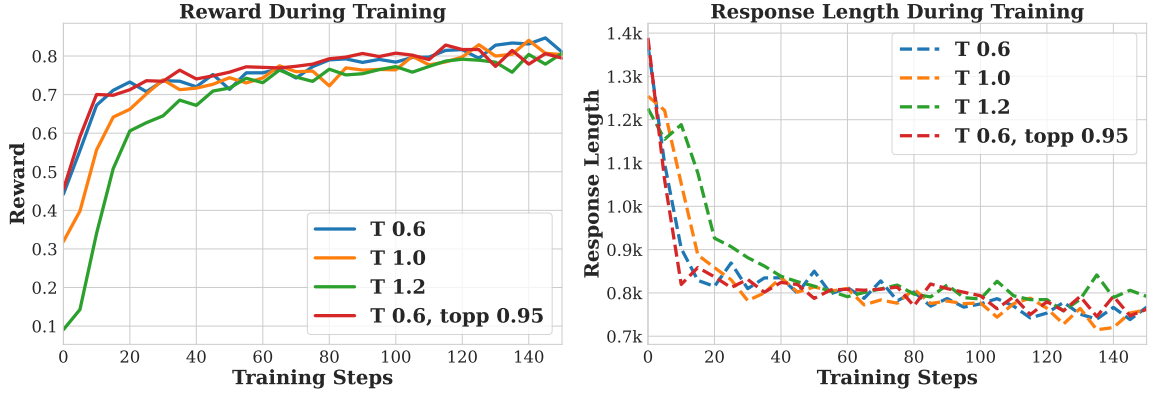 Reward During Training
Reward
0.8
0.7
0.6
0.5
0.4
0.3
0.2
0.1
0
20
40
60
80
100
120
140
Training Steps
T 0.6
T 1.0
T 1.2
T 0.6, topp 0.95
Response Length During Training
Response Length
1.4k
1.3k
1.2k
1.1k
1.0k
0.9k
0.8k
0.7k
0
20
40
60
80
100
120
140
Training Steps
T 0.6
T 1.0
T 1.2
T 0.6, topp 0.95